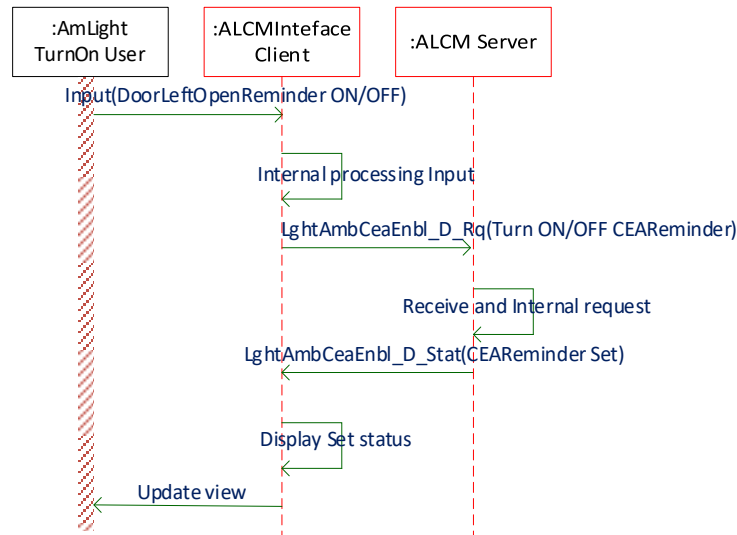 :AmLight
TurnOn User
:ALCMInteface
Client
:ALCM Server
Input(DoorLeftOpenReminder ON/OFF)
Internal processing Input
LghtAmbCeaEnbl_D_Rq(Turn ON/OFF CEAReminder)
Receive and Internal request
LghtAmbCeaEnbl_D_Stat(CEAReminder Set)
Display Set status
Update view